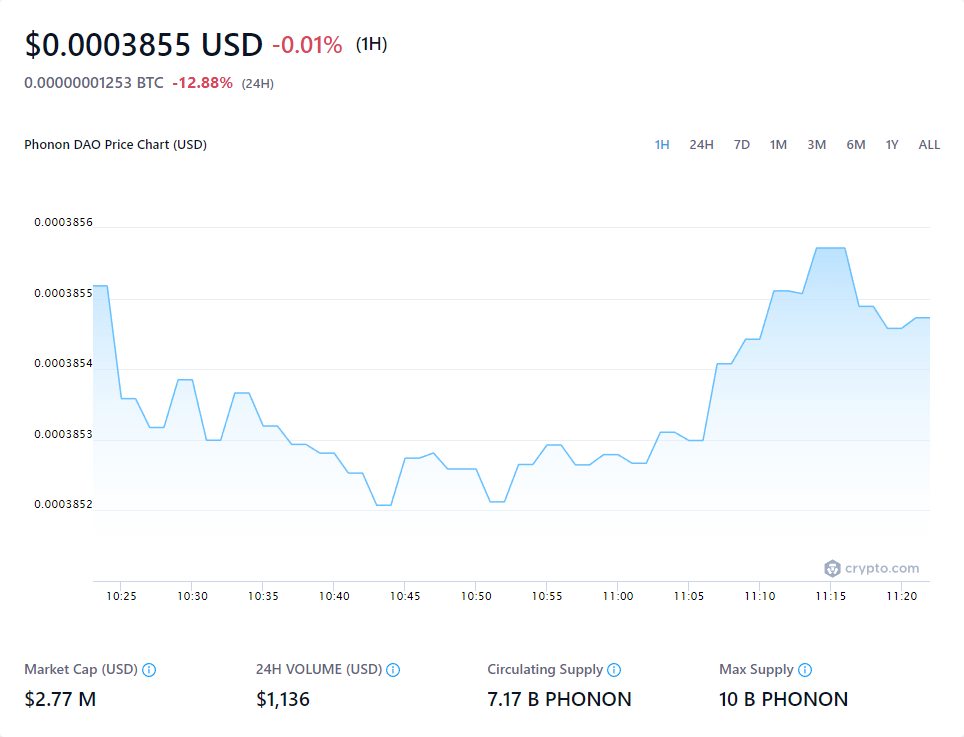 $0.0003855 USD -0.01% (1H)
0.00000001253 BTC -12.88% (24H)
Phonon DAO Price Chart (USD)
1H 24H 7D 1M 3M 6M 1Y ALL
0.0003856
0.0003855
0.0003854
0.0003853
0.0003852
crypto.com
10:25 10:30 10:35 10:40 10:45 10:50 10:55 11:00 11:05 11:10 11:15 11:20
Market Cap (USD) 24H VOLUME (USD) Circulating Supply Max Supply
$2.77 M $1,136 7.17 B PHONON 10 B PHONON